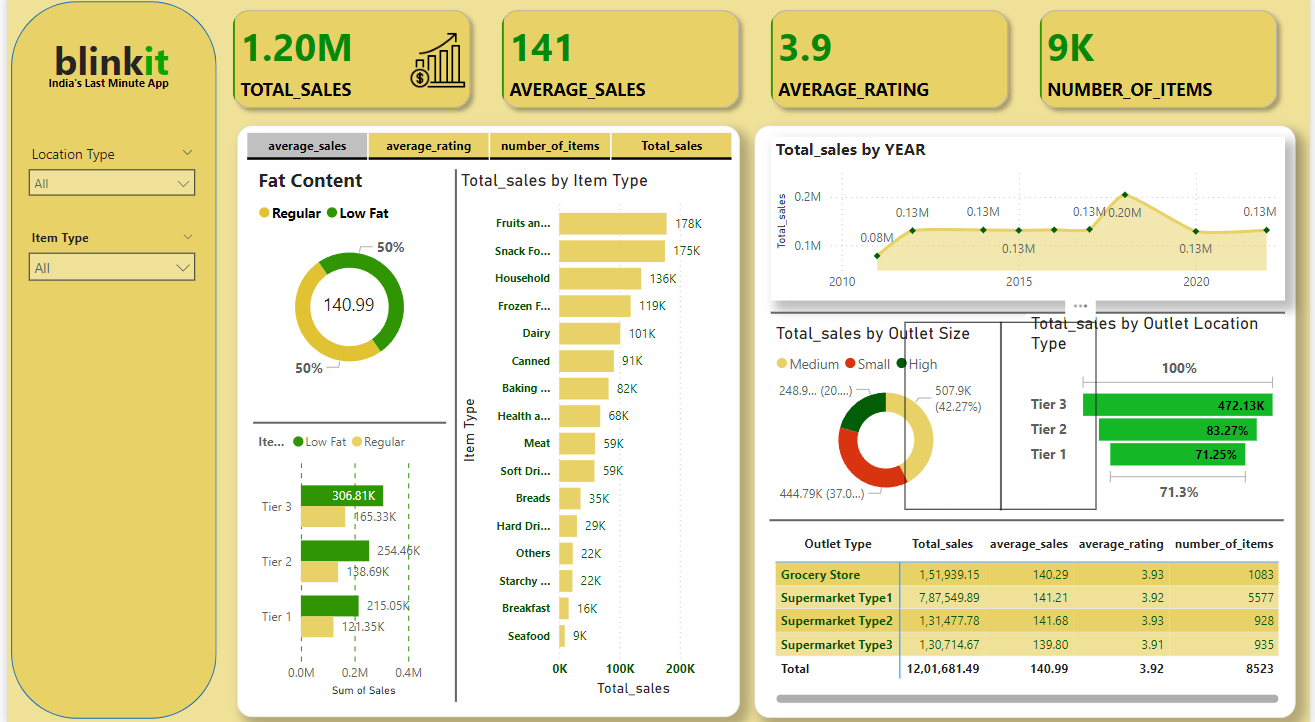 blinkit
India's Last Minute App
Location Type
All
Item Type
All
1.20M
TOTAL_SALES
141
AVERAGE_SALES
3.9
AVERAGE_RATING
9K
NUMBER_OF_ITEMS
average_sales average_rating number_of_items Total_sales
Fat Content
Regular Low Fat
50%
140.99
50%
Ite... Low Fat Regular
Tier 3 306.81K
165.33K
Tier 2 254.46K
138.69K
Tier 1 215.05K
121.35K
0.0M 0.2M 0.4M
Sum of Sales
Total_sales by Item Type
Item Type
Fruits an... 178K
Snack Fo... 175K
Household 136K
Frozen F... 119K
Dairy 101K
Canned 91K
Baking ... 82K
Health a... 68K
Meat 59K
Soft Dri... 59K
Breads 35K
Hard Dri... 29K
Others 22K
Starchy ... 22K
Breakfast 16K
Seafood 9K
0K 100K 200K
Total_sales
Total_sales by YEAR
Total_sales
0.2M
0.1M
0.08M 0.13M 0.13M 0.13M 0.13M 0.20M 0.13M 0.13M
2010 2015 2020
Total_sales by Outlet Size
Medium Small High
248.9... (20....)
507.9K
(42.27%)
444.79K (37.0...)
Total_sales by Outlet Location
Type
100%
Tier 3 472.13K
Tier 2 83.27%
Tier 1 71.25%
71.3%
Outlet Type Total_sales average_sales average_rating number_of_items
Grocery Store 1,51,939.15 140.29 3.93 1083
Supermarket Type1 7,87,549.89 141.21 3.92 5577
Supermarket Type2 1,31,477.78 141.68 3.93 928
Supermarket Type3 1,30,714.67 139.80 3.91 935
Total 12,01,681.49 140.99 3.92 8523